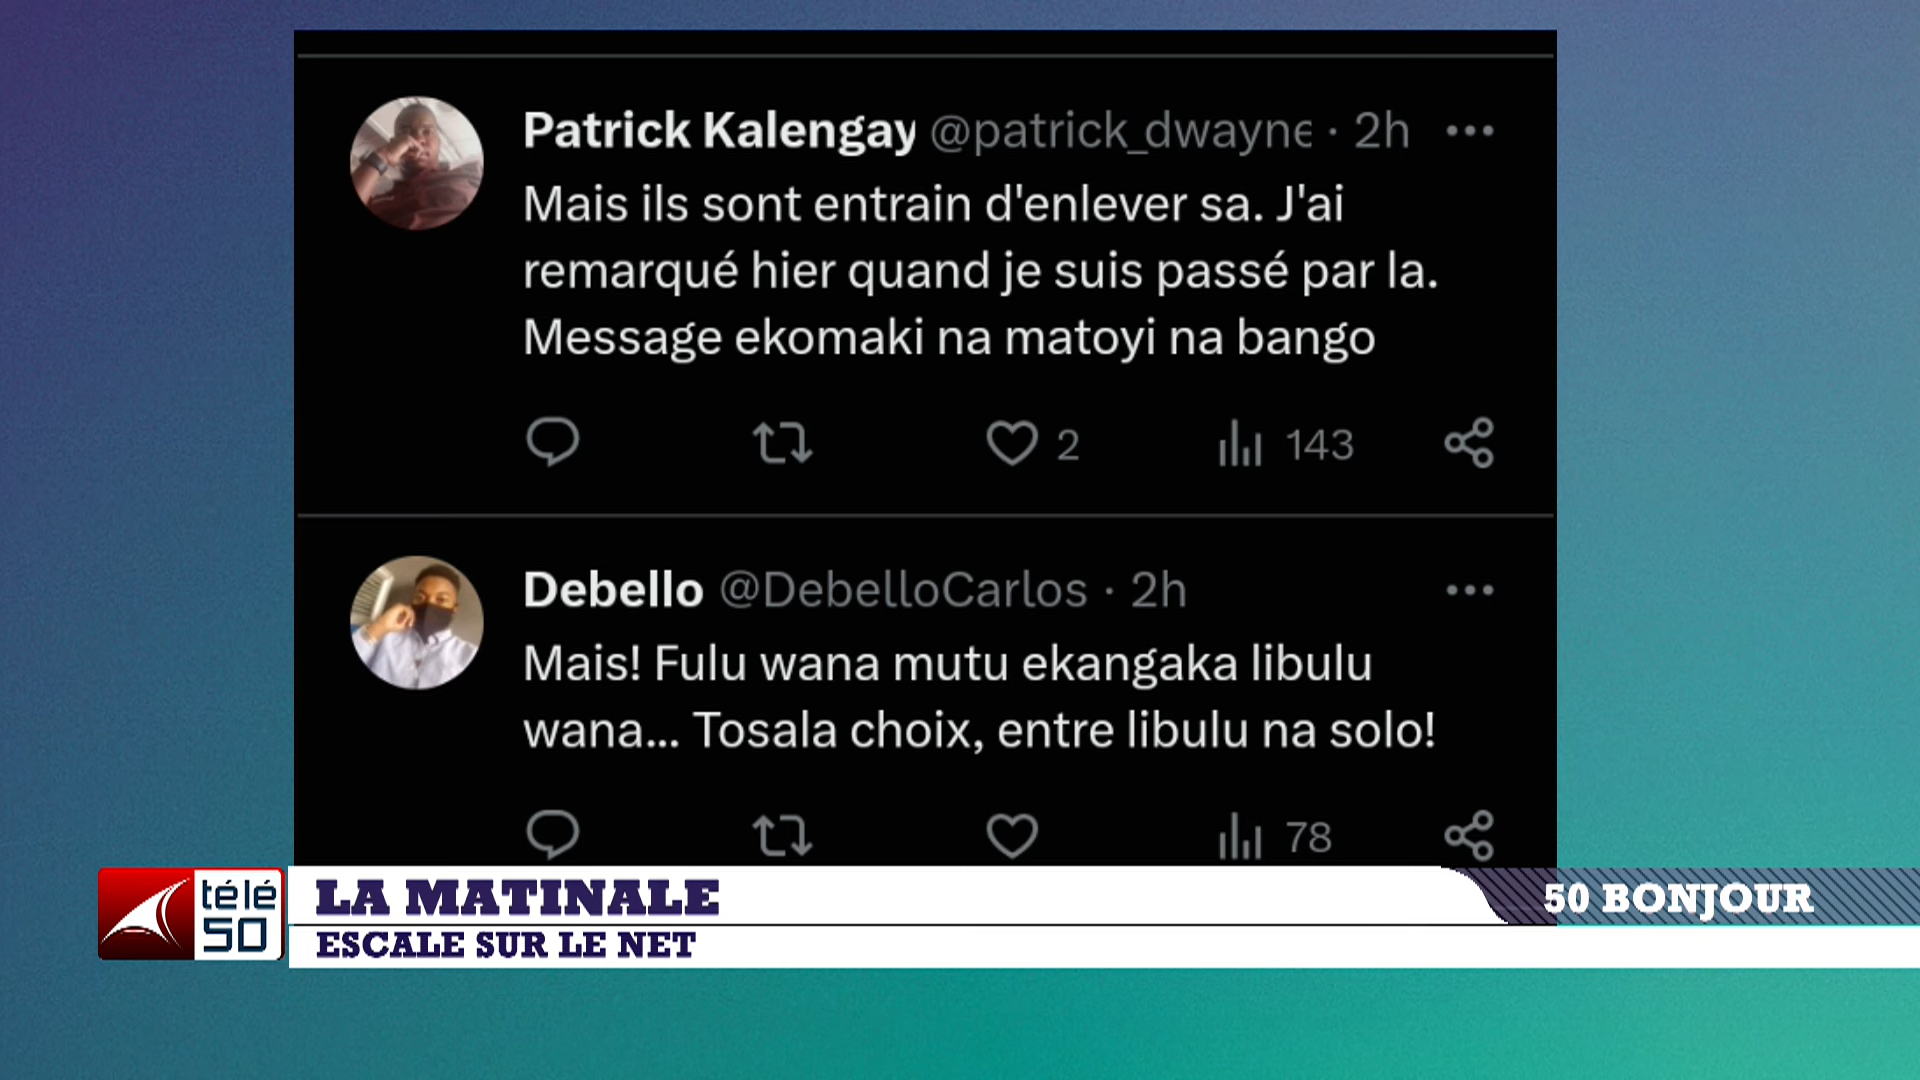 Patrick Kalengay @patrick_dwayne · 2h
Mais ils sont entrain d'enlever sa. J'ai
remarqué hier quand je suis passé par la.
Message ekomaki na matoyi na bango
2 143
Debello @DebelloCarlos · 2h
Mais! Fulu wana mutu ekangaka libulu
wana... Tosala choix, entre libulu na solo!
78
télé
50
LA MATINALE
50 BONJOUR
ESCALE SUR LE NET